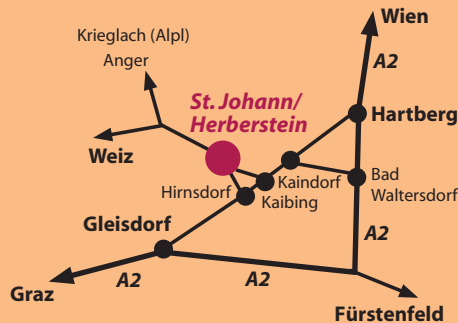 Wien
Krieglach (Alpl)
Anger
A2
St. Johann/
Herberstein
Hartberg
Weiz
Hirnsdorf
Kaindorf
Kaibing
Bad
Waltersdorf
Gleisdorf
A2
A2
A2
Graz
Fürstenfeld